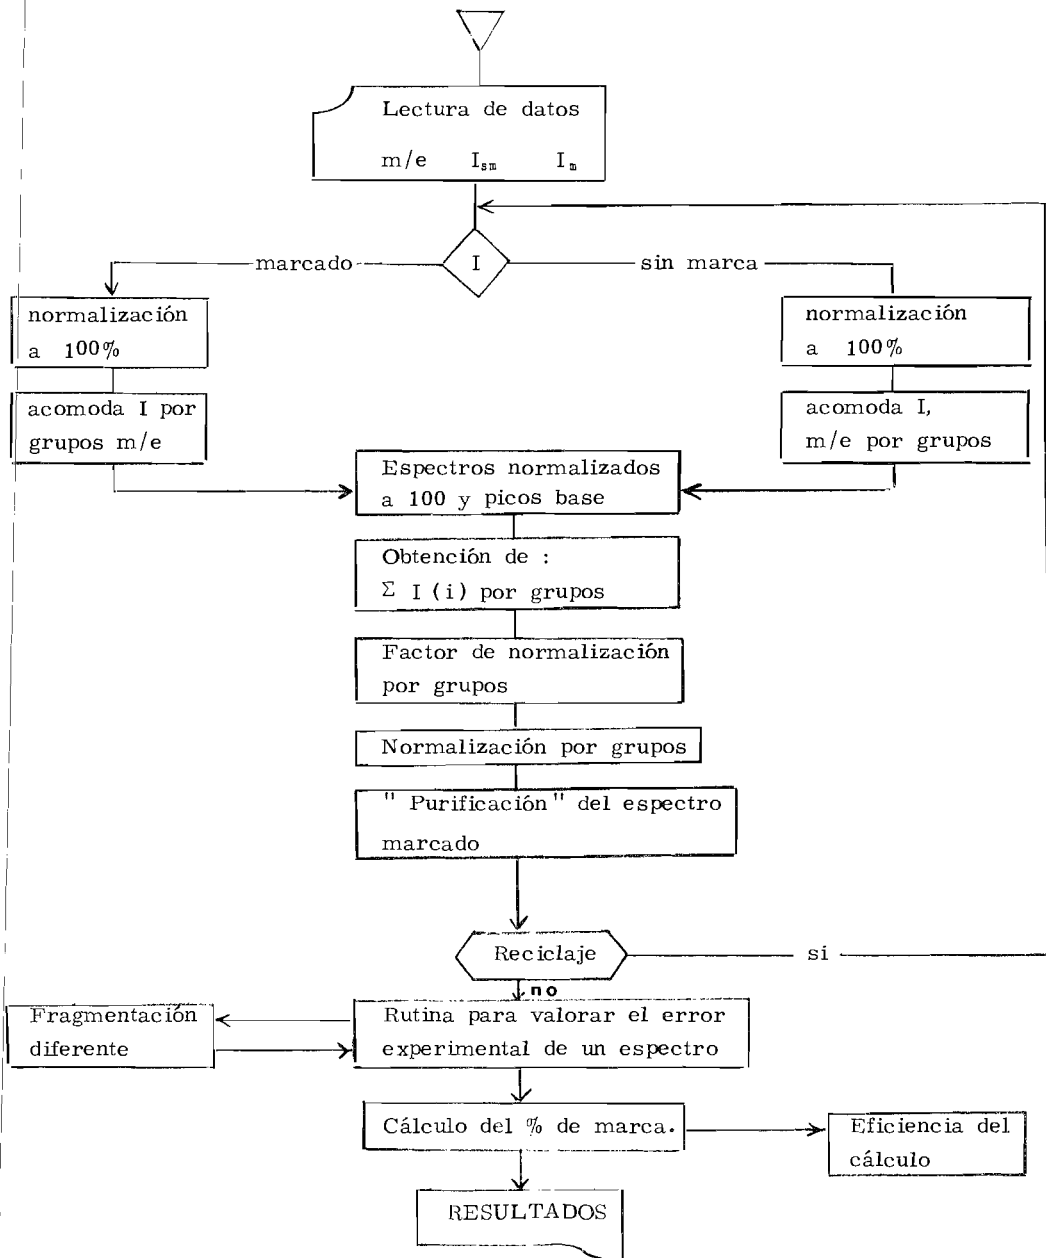 Lectura de datos
m/e I_sm I_m
marcado
I
sin marca
normalización
a 100%
normalización
a 100%
acomoda I por
grupos m/e
acomoda I,
m/e por grupos
Espectros normalizados
a 100 y picos base
Obtención de :
Σ I (i) por grupos
Factor de normalización
por grupos
Normalización por grupos
" Purificación" del espectro
marcado
Reciclaje
si
no
Fragmentación
diferente
Rutina para valorar el error
experimental de un espectro
Cálculo del % de marca.
Eficiencia del
cálculo
RESULTADOS